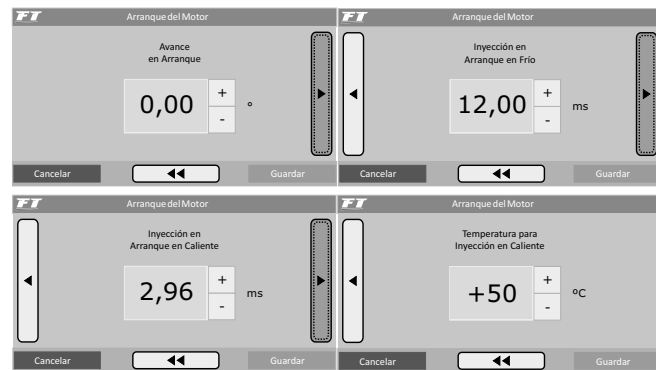 FT Arranque del Motor
Avance
en Arranque
0,00
+
-
°
Cancelar
Guardar
FT Arranque del Motor
Inyección en
Arranque en Frío
12,00
+
-
ms
Cancelar
Guardar
FT Arranque del Motor
Inyección en
Arranque en Caliente
2,96
+
-
ms
Cancelar
Guardar
FT Arranque del Motor
Temperatura para
Inyección en Caliente
+50
+
-
ºC
Cancelar
Guardar